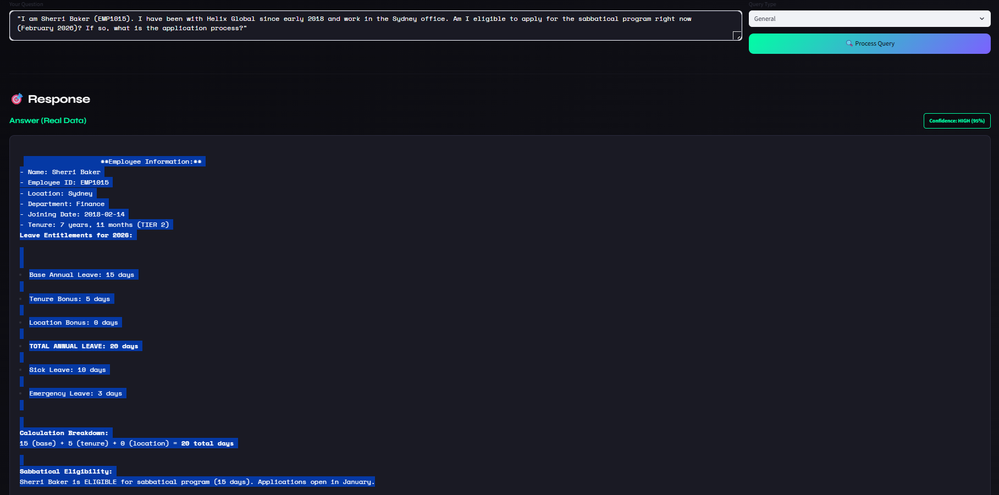 Your Question
Query Type
"I am Sherri Baker (EMP1015). I have been with Helix Global since early 2018 and work in the Sydney office. Am I eligible to apply for the sabbatical program right now
(February 2026)? If so, what is the application process?"
General
Process Query
Response
Answer (Real Data)
Confidence: HIGH (95%)
**Employee Information:**
- Name: Sherri Baker
- Employee ID: EMP1015
- Location: Sydney
- Department: Finance
- Joining Date: 2018-02-14
- Tenure: 7 years, 11 months (TIER 2)
Leave Entitlements for 2026:
• Base Annual Leave: 15 days
• Tenure Bonus: 5 days
• Location Bonus: 0 days
• TOTAL ANNUAL LEAVE: 20 days
• Sick Leave: 10 days
• Emergency Leave: 3 days
Calculation Breakdown:
15 (base) + 5 (tenure) + 0 (location) = 20 total days
Sabbatical Eligibility:
Sherri Baker is ELIGIBLE for sabbatical program (15 days). Applications open in January.